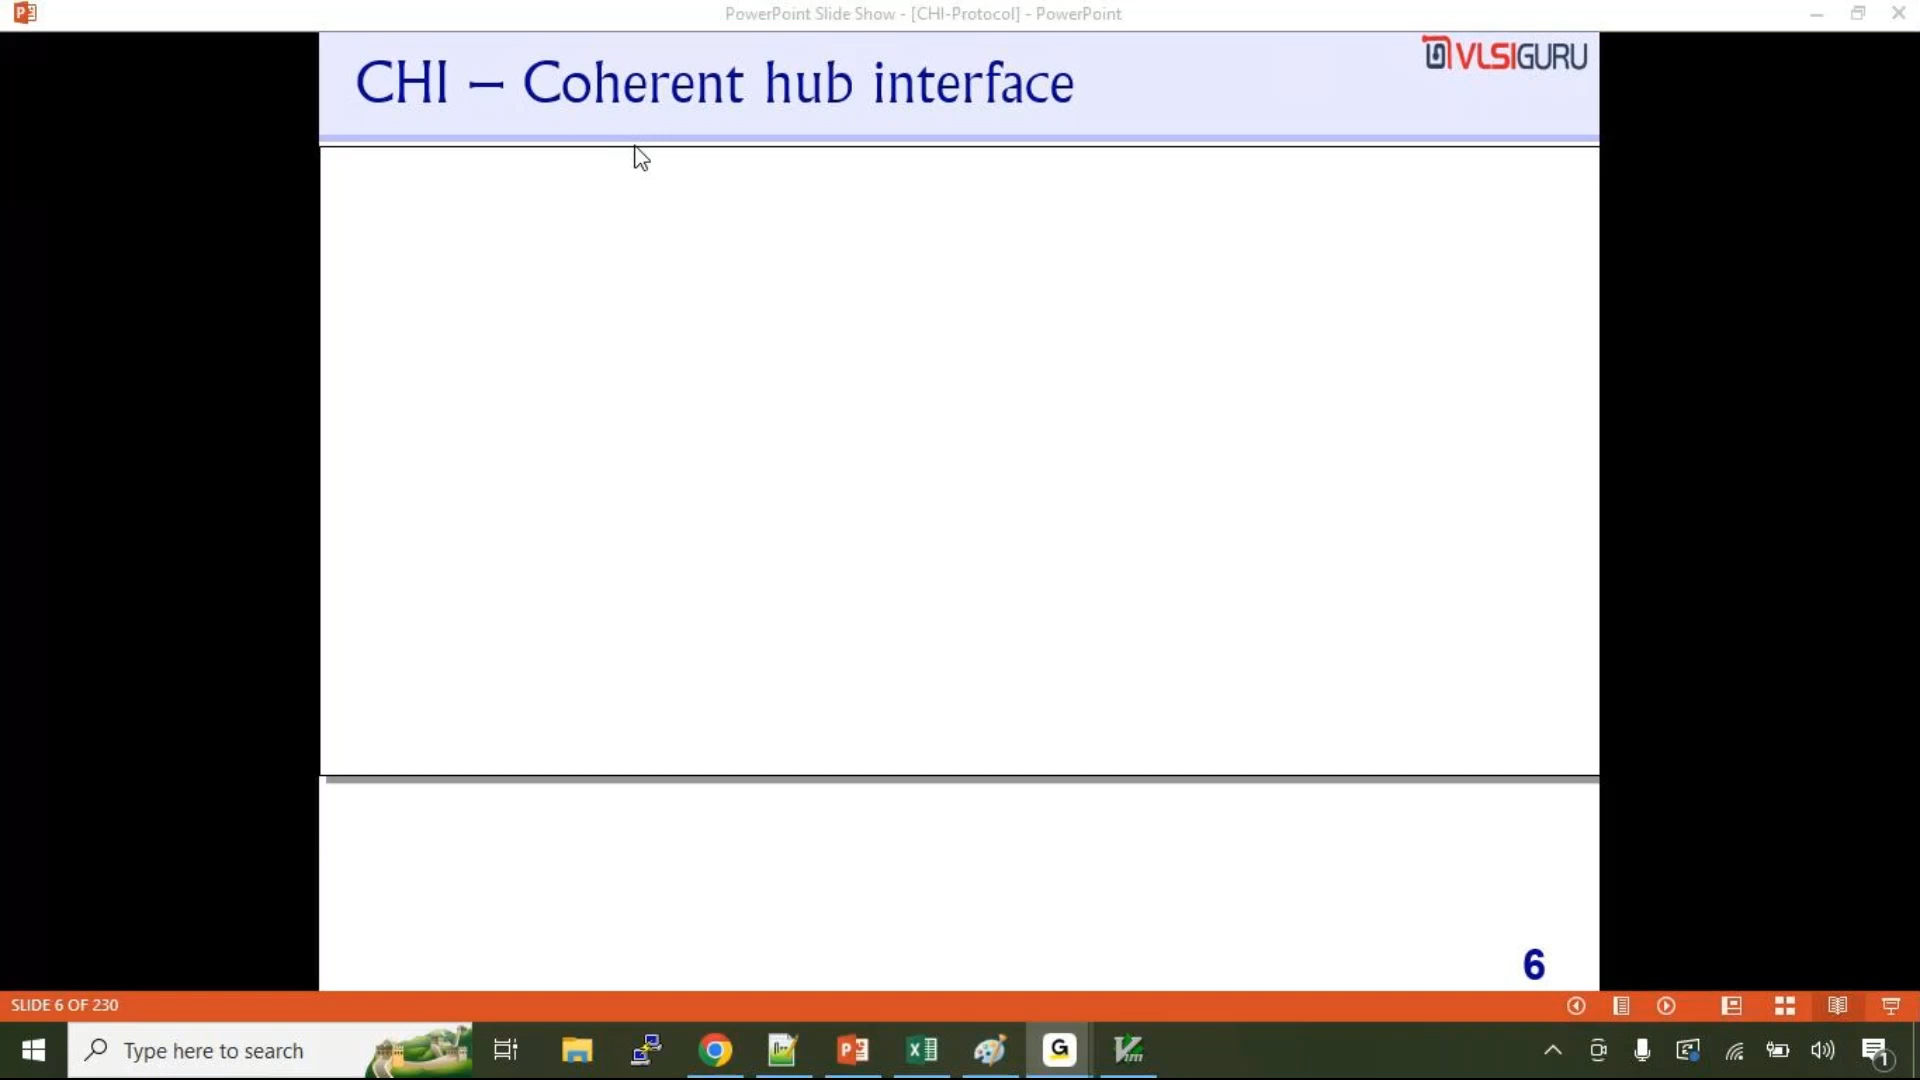 PowerPoint Slide Show - [CHI-Protocol] - PowerPoint
CHI – Coherent hub interface
VLSIGURU
6
SLIDE 6 OF 230
Type here to search
1